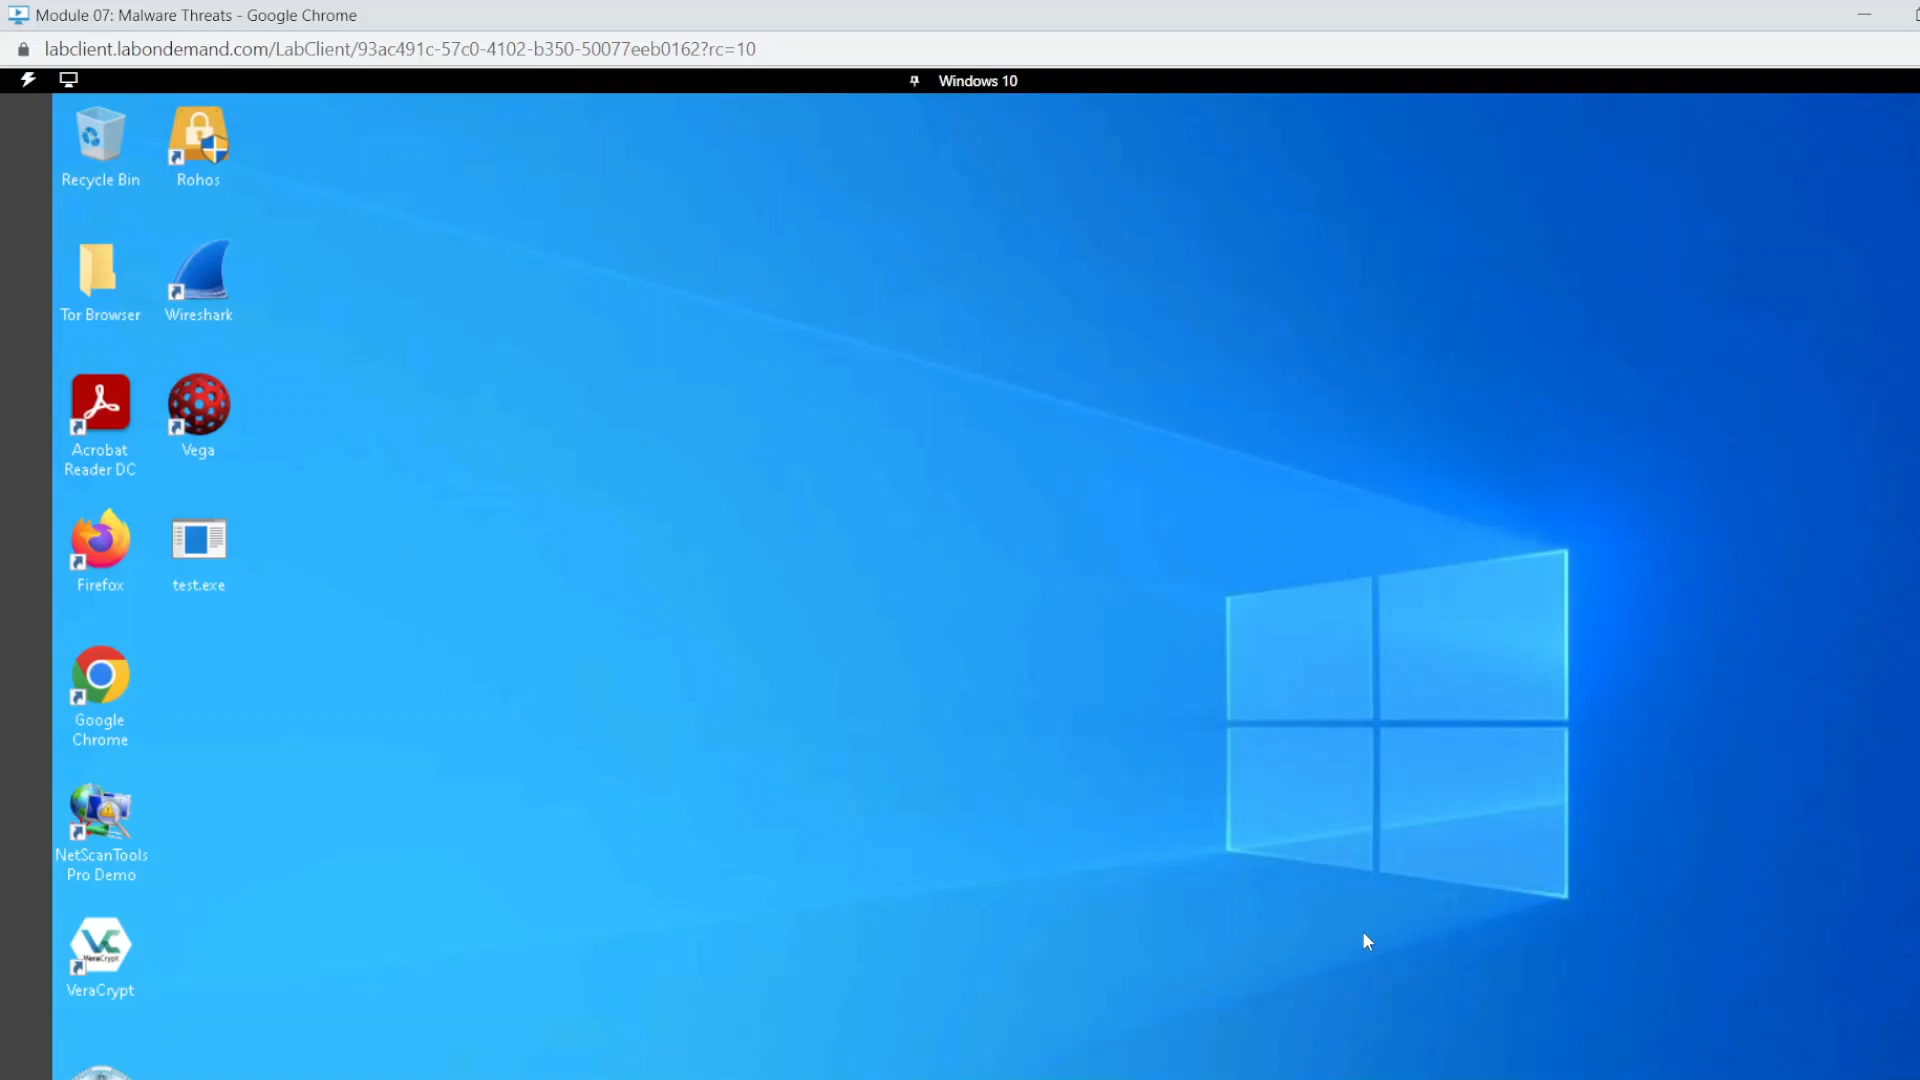 Module 07: Malware Threats - Google Chrome
labclient.labondemand.com/LabClient/93ac491c-57c0-4102-b350-50077eeb0162?rc=10
Windows 10
Recycle Bin
Rohos
Tor Browser
Wireshark
Acrobat
Reader DC
Vega
Firefox
test.exe
Google
Chrome
NetScanTools
Pro Demo
VC
VeraCrypt
VeraCrypt